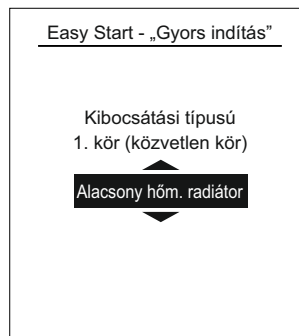 Easy Start - „Gyors indítás”
Kibocsátási típusú
1. kör (közvetlen kör)
Alacsony hőm. radiátor